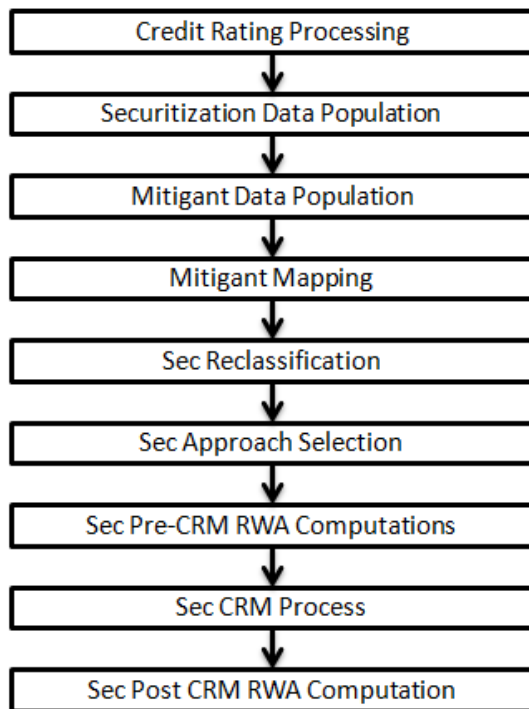 Credit Rating Processing
Securitization Data Population
Mitigant Data Population
Mitigant Mapping
Sec Reclassification
Sec Approach Selection
Sec Pre-CRM RWA Computations
Sec CRM Process
Sec Post CRM RWA Computation